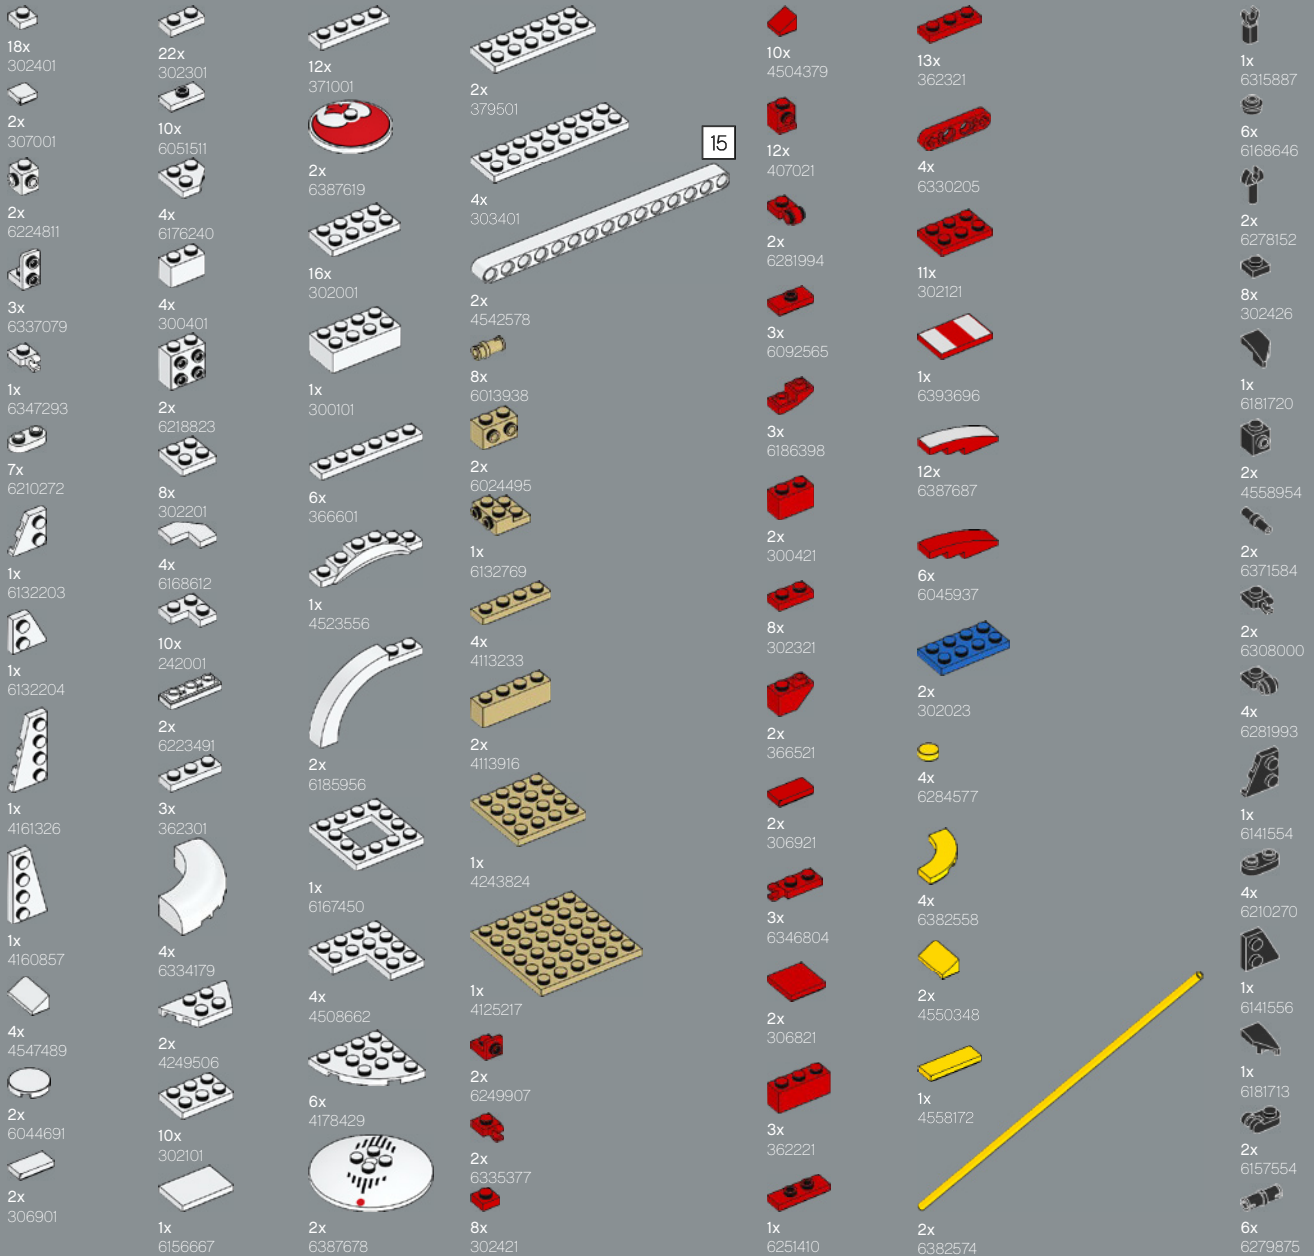 18x
302401
2x
307001
2x
6224811
3x
6337079
1x
6347293
7x
6210272
1x
6132203
1x
6132204
1x
4161326
1x
4160857
4x
4547489
2x
6044691
2x
306901
22x
302301
10x
6051511
4x
6176240
4x
300401
2x
6218823
8x
302201
4x
6168612
10x
242001
2x
6223491
3x
362301
4x
6334179
2x
4249506
10x
302101
1x
6156667
12x
371001
2x
6387619
16x
302001
1x
300101
6x
366601
1x
4523556
2x
6185956
1x
6167450
4x
4508662
6x
4178429
2x
6387678
2x
379501
4x
303401
15
2x
4542578
8x
6013938
2x
6024495
1x
6132769
4x
4113233
2x
4113916
1x
4243824
1x
4125217
2x
6249907
2x
6335377
8x
302421
10x
4504379
12x
407021
2x
6281994
3x
6092565
3x
6186398
2x
300421
8x
302321
2x
366521
2x
306921
3x
6346804
2x
306821
3x
362221
1x
6251410
13x
362321
4x
6330205
11x
302121
1x
6393696
12x
6387687
6x
6045937
2x
302023
4x
6284577
4x
6382558
2x
4550348
1x
4558172
2x
6382574
1x
6315887
6x
6168646
2x
6278152
8x
302426
1x
6181720
2x
4558954
2x
6371584
2x
6308000
4x
6281993
1x
6141554
4x
6210270
1x
6141556
1x
6181713
2x
6157554
6x
6279875